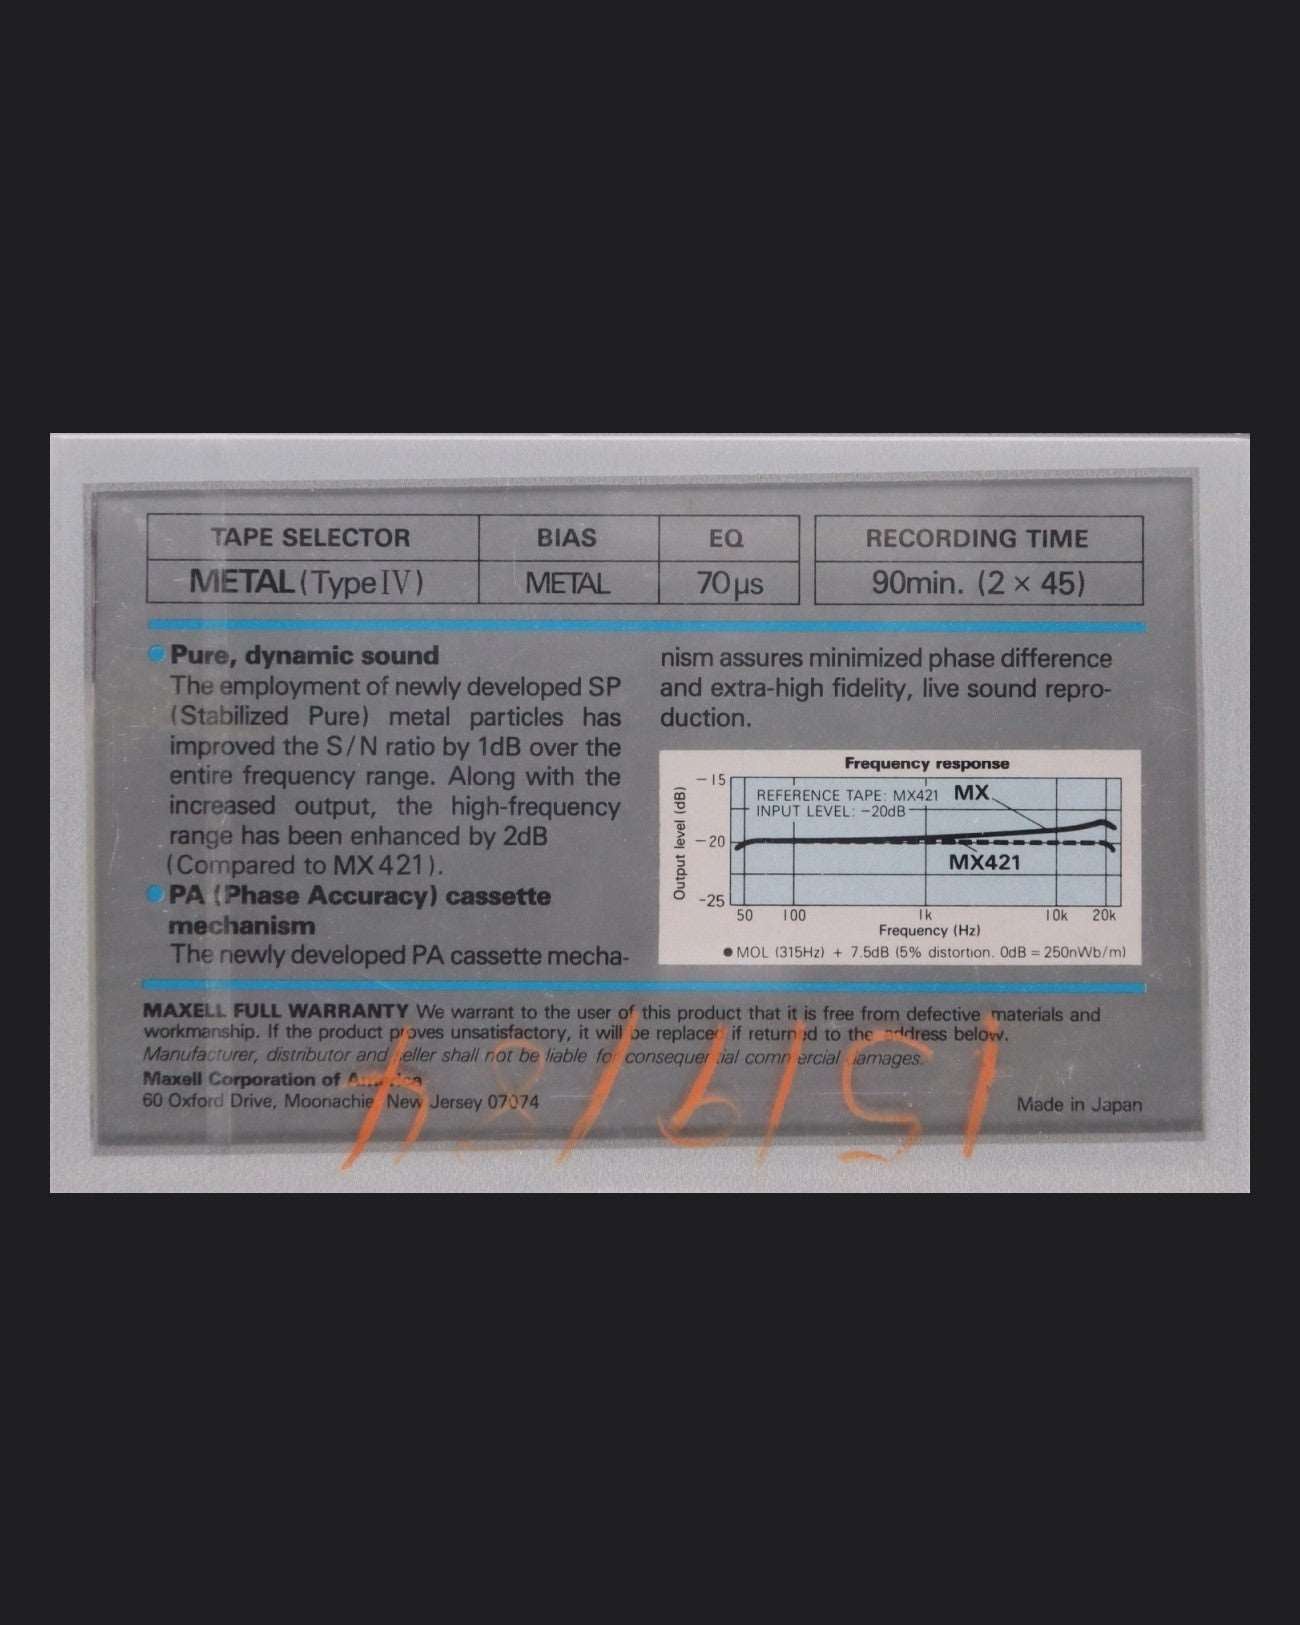 TAPE SELECTOR BIAS EQ RECORDING TIME
METAL (Type IV) METAL 70μs 90min. (2 × 45)
Pure, dynamic sound
The employment of newly developed SP
(Stabilized Pure) metal particles has
improved the S/N ratio by 1dB over the
entire frequency range. Along with the
increased output, the high-frequency
range has been enhanced by 2dB
(Compared to MX421).
PA (Phase Accuracy) cassette
mechanism
The newly developed PA cassette mecha-
nism assures minimized phase difference
and extra-high fidelity, live sound repro-
duction.
Frequency response
Output level (dB)
−15
−20
-25
REFERENCE TAPE: MX421 MX
INPUT LEVEL: −20dB
MX421
50 100 1k 10k 20k
Frequency (Hz)
● MOL (315Hz) + 7.5dB (5% distortion. 0dB = 250nWb/m)
MAXELL FULL WARRANTY We warrant to the user of this product that it is free from defective materials and
workmanship. If the product proves unsatisfactory, it will be replaced if returned to the address below.
Manufacturer, distributor and seller shall not be liable for consequential commercial damages.
Maxell Corporation of America
60 Oxford Drive, Moonachie, New Jersey 07074
Made in Japan